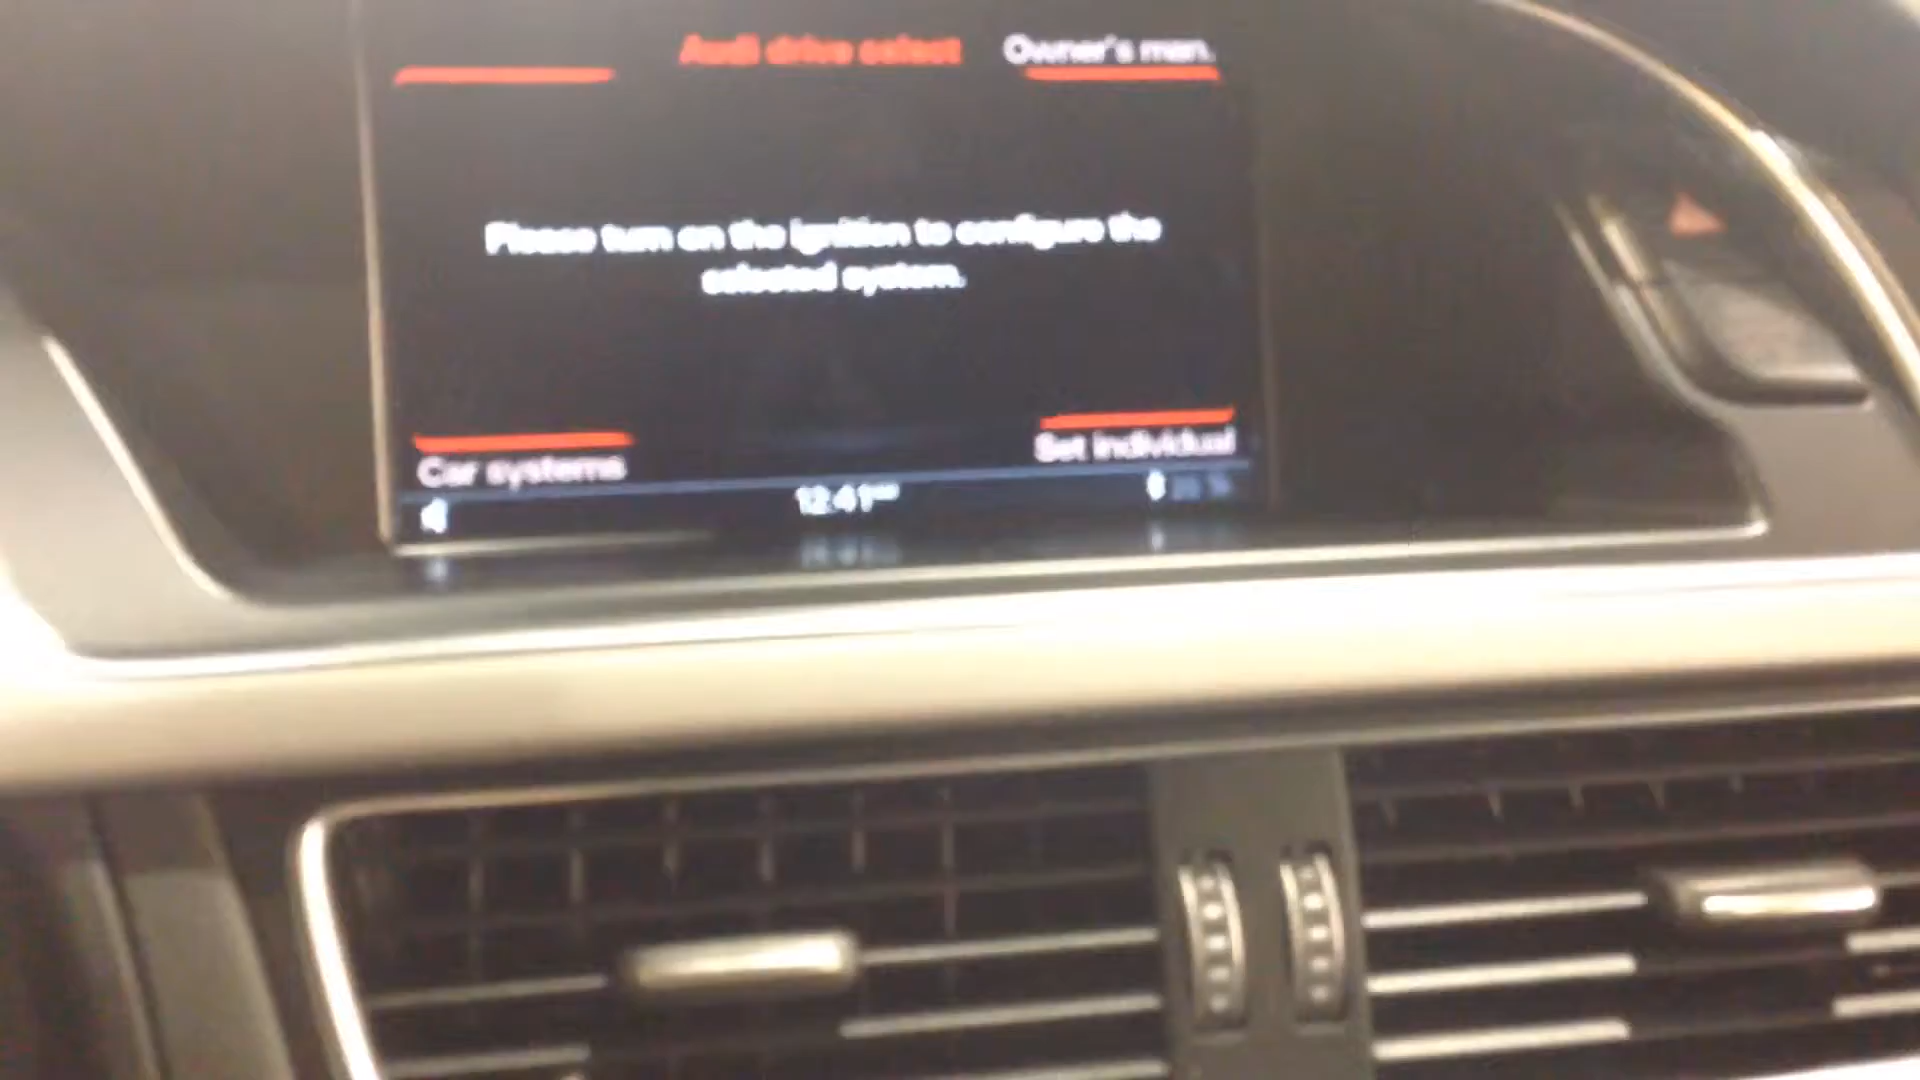 Audi drive select
Owner's man.
Please turn on the ignition to configure the
selected system.
Car systems
Set individual
12:41